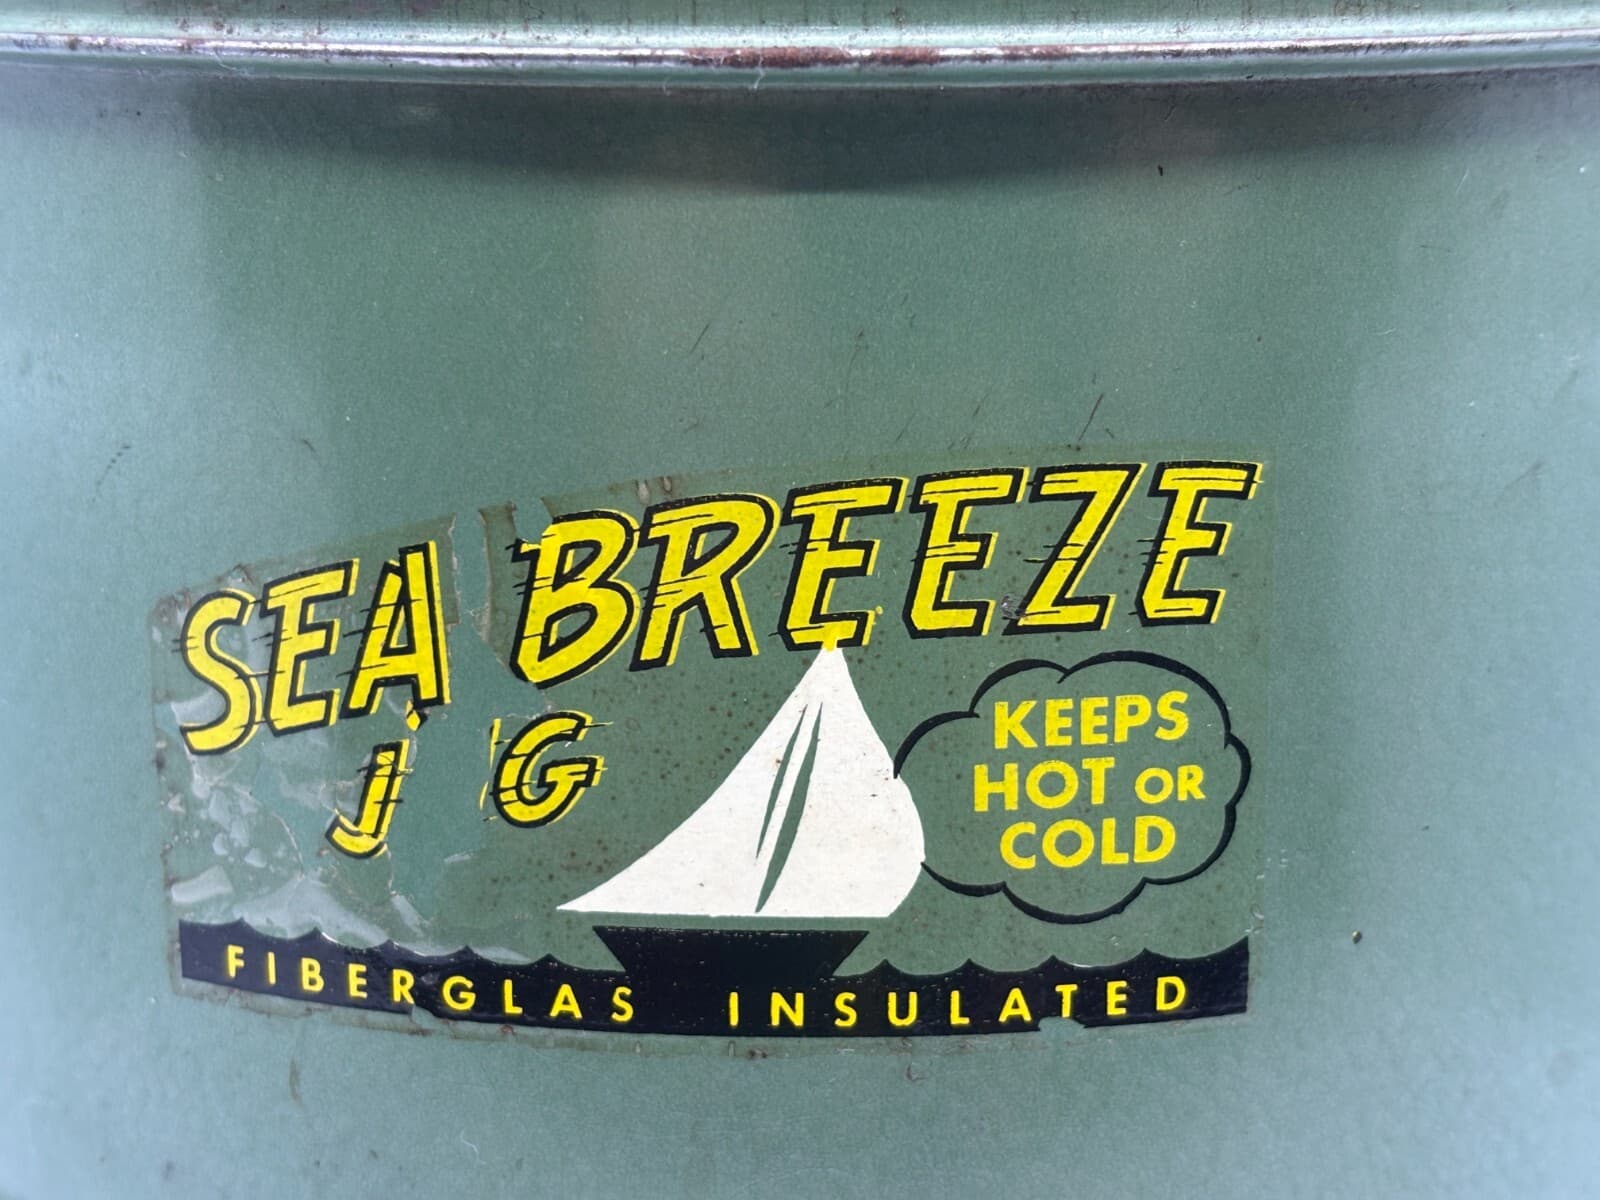 SEA BREEZE
J G
KEEPS
HOT OR
COLD
FIBERGLAS INSULATED